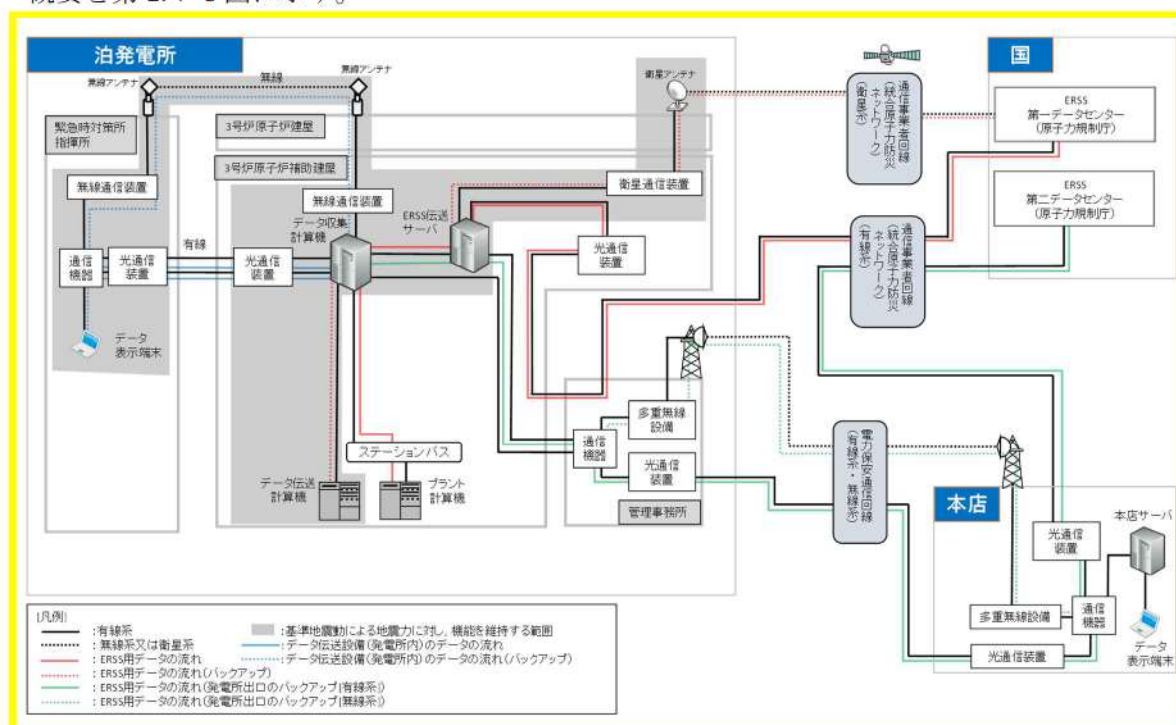 泊発電所
無線アンテナ
無線
無線アンテナ
衛星アンテナ
緊急時対策所
指揮所
3号炉原子炉建屋
3号炉原子炉補助建屋
無線通信装置
無線通信装置
衛星通信装置
データ収集
計算機
ERSS伝送
サーバ
有線
通信
機器
光通信
装置
光通信
装置
光通信
装置
データ
表示端末
ステーションバス
データ伝送
計算機
プラント
計算機
多重無線
設備
通信
機器
光通信
装置
管理事務所
通信事業者回線
(統合原子力防災
ネットワーク)
(衛星系)
通信事業者回線
(統合原子力防災
ネットワーク)
(有線系)
電力保安通信回線
(有線系・無線系)
国
ERSS
第一データセンター
(原子力規制庁)
ERSS
第二データセンター
(原子力規制庁)
本店
本店サーバ
光通信
装置
多重無線設備
通信
機器
光通信装置
データ
表示端末
[凡例]
:有線系
:無線系又は衛星系
:ERSS用データの流れ
:ERSS用データの流れ(バックアップ)
:ERSS用データの流れ(発電所出口のバックアップ[有線系])
:ERSS用データの流れ(発電所出口のバックアップ[無線系])
:基準地震動による地震力に対し、機能を維持する範囲
:データ伝送設備(発電所内)のデータの流れ
:データ伝送設備(発電所内)のデータの流れ(バックアップ)